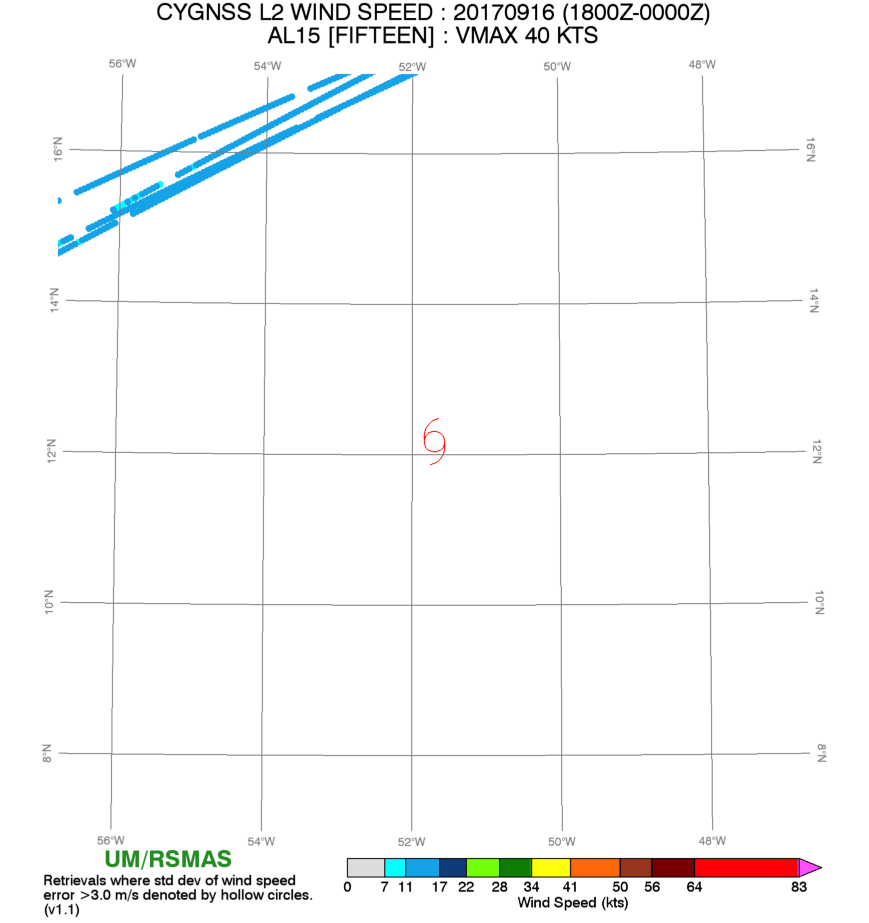 CYGNSS L2 WIND SPEED : 20170916 (1800Z-0000Z)
AL15 [FIFTEEN] : VMAX 40 KTS
56°W 54°W 52°W 50°W 48°W
16°N 16°N
14°N 14°N
12°N 12°N
10°N 10°N
8°N 8°N
56°W 54°W 52°W 50°W 48°W
UM/RSMAS
Retrievals where std dev of wind speed
error >3.0 m/s denoted by hollow circles.
(v1.1)
0 7 11 17 22 28 34 41 50 56 64 83
Wind Speed (kts)